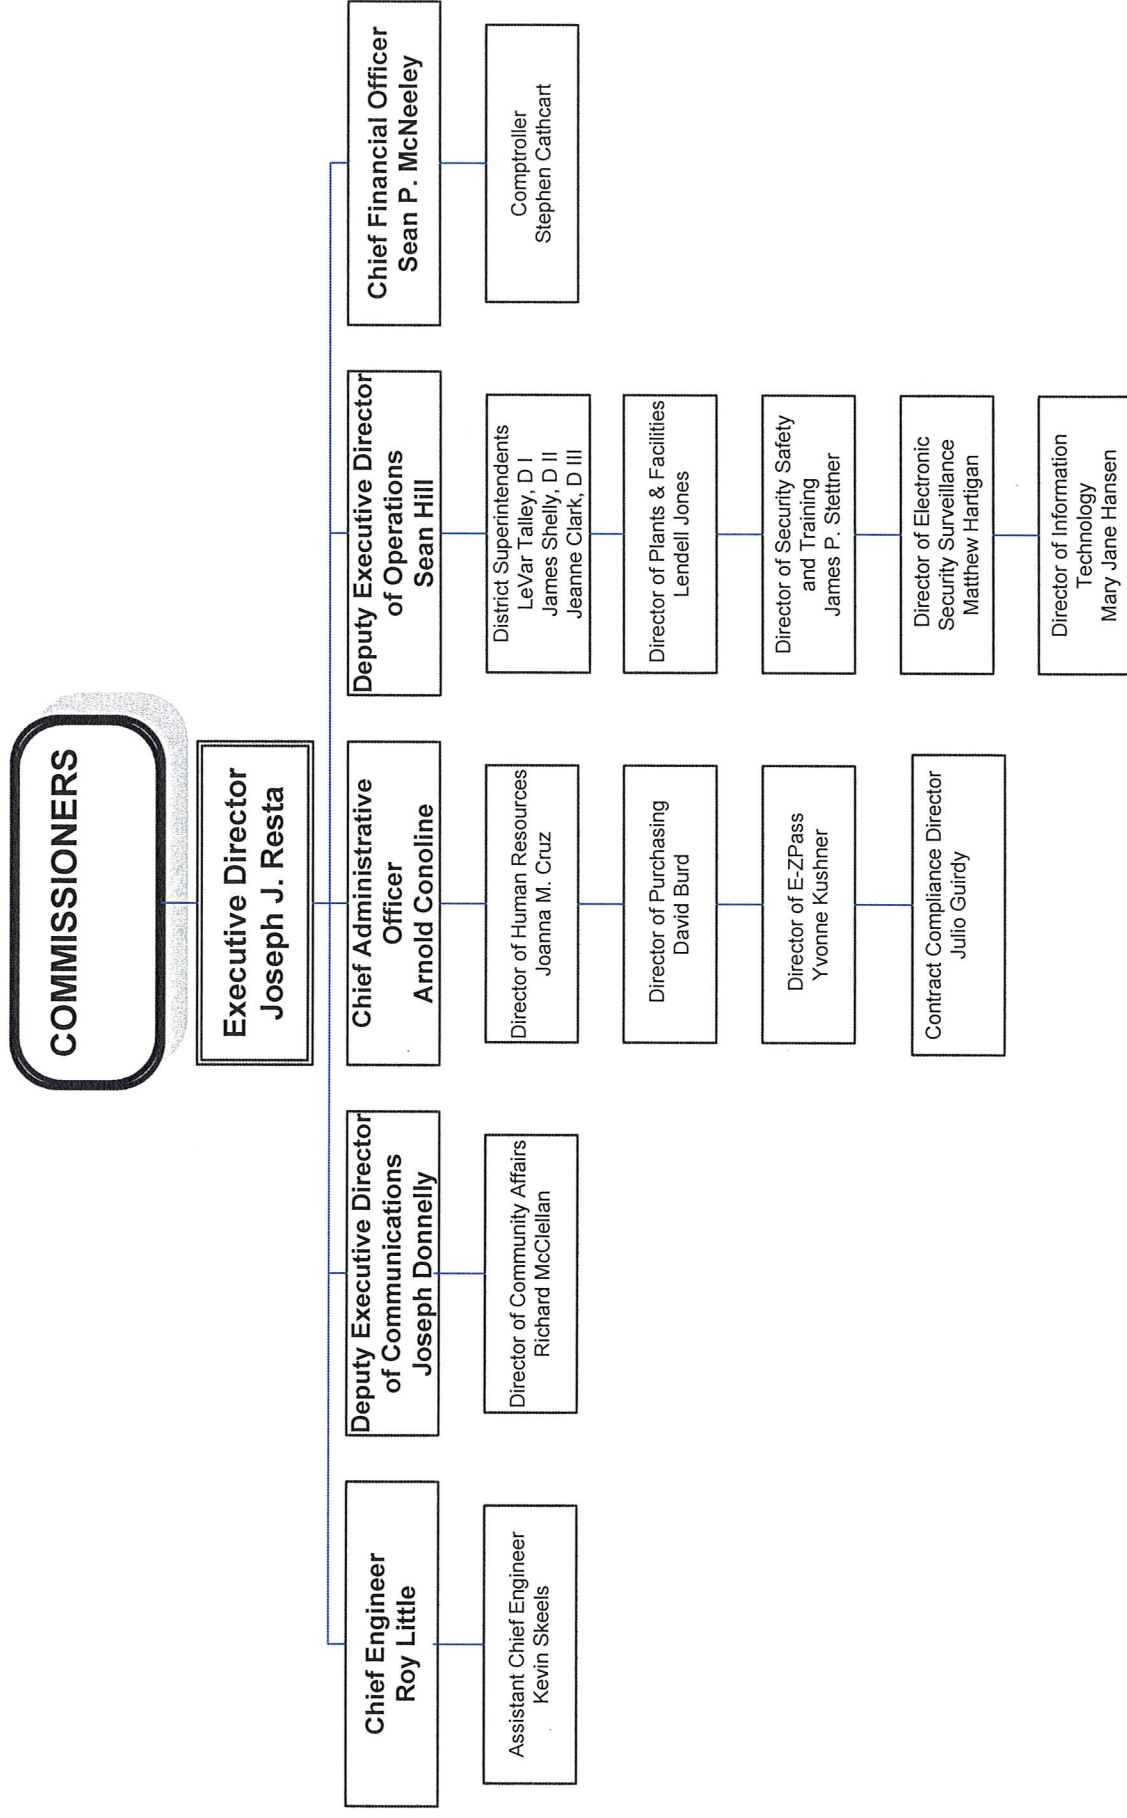 COMMISSIONERS
Executive Director
Joseph J. Resta
Chief Engineer
Roy Little
Deputy Executive Director
of Communications
Joseph Donnelly
Chief Administrative
Officer
Arnold Conoline
Deputy Executive Director
of Operations
Sean Hill
Chief Financial Officer
Sean P. McNeeley
Assistant Chief Engineer
Kevin Skeels
Director of Community Affairs
Richard McClellan
Director of Human Resources
Joanna M. Cruz
District Superintendents
LeVar Talley, D I
James Shelly, D II
Jeanne Clark, D III
Comptroller
Stephen Cathcart
Director of Purchasing
David Burd
Director of Plants & Facilities
Lendell Jones
Director of E-ZPass
Yvonne Kushner
Director of Security Safety
and Training
James P. Stettner
Contract Compliance Director
Julio Guirdy
Director of Electronic
Security Surveillance
Matthew Hartigan
Director of Information
Technology
Mary Jane Hansen